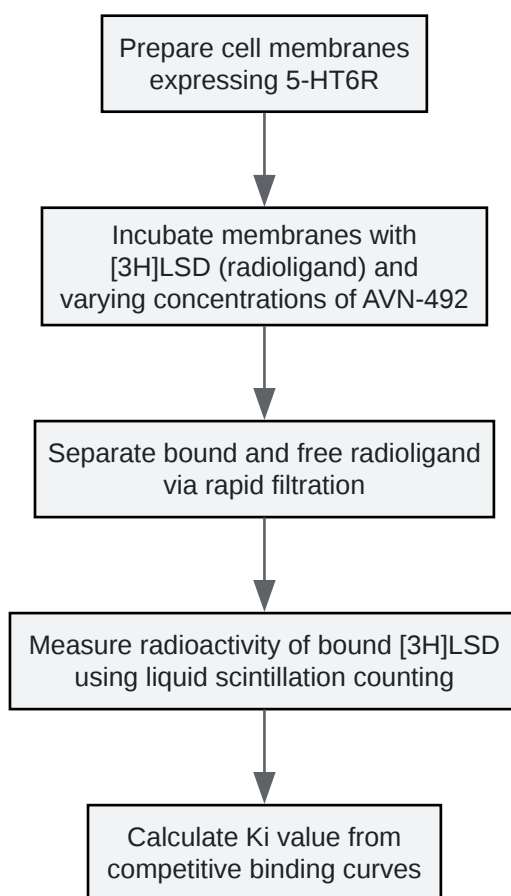 Prepare cell membranes
expressing 5-HT6R
Incubate membranes with
[3H]LSD (radioligand) and
varying concentrations of AVN-492
Separate bound and free radioligand
via rapid filtration
Measure radioactivity of bound [3H]LSD
using liquid scintillation counting
Calculate Ki value from
competitive binding curves